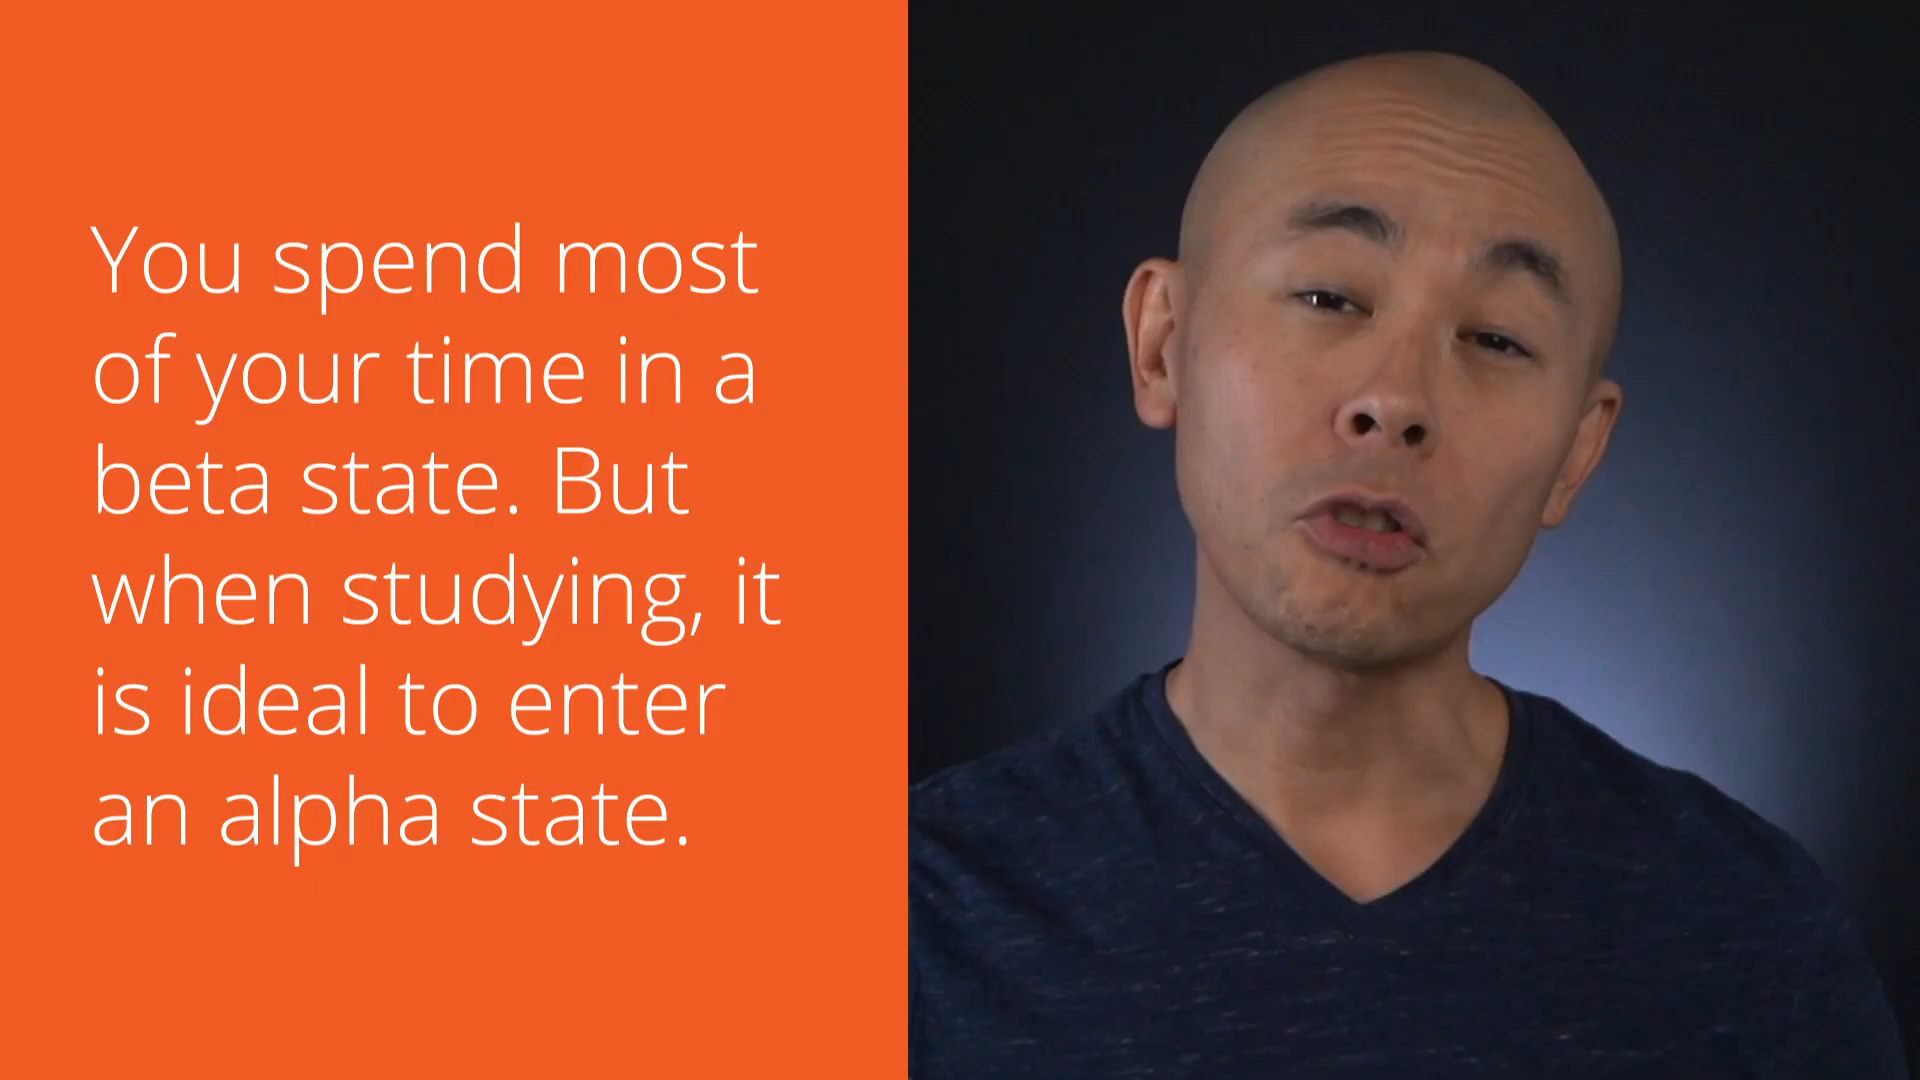 You spend most
of your time in a
beta state. But
when studying, it
is ideal to enter
an alpha state.